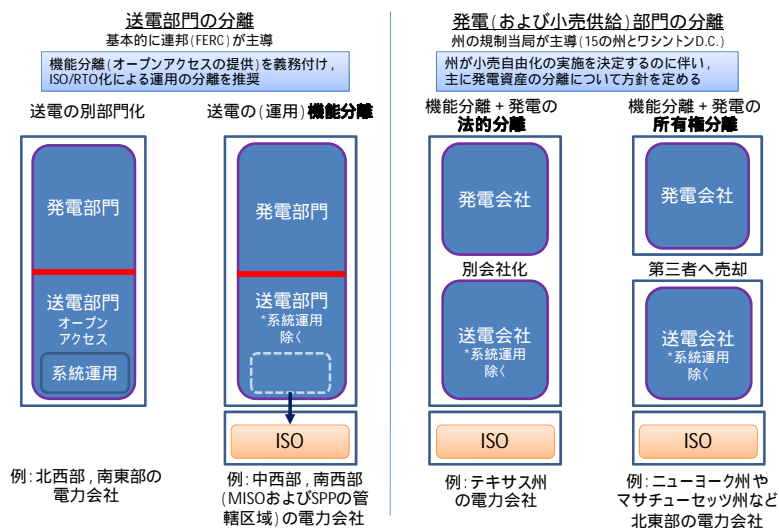 送電部門の分離
基本的に連邦(FERC)が主導
機能分離(オープンアクセスの提供)を義務付け,
ISO/RTO化による運用の分離を推奨
送電の別部門化
送電の(運用)機能分離
発電部門
送電部門
オープン
アクセス
系統運用
例:北西部,南東部の
電力会社
発電部門
送電部門
*系統運用
除く
ISO
例:中西部,南西部
(MISOおよびSPPの管
轄区域)の電力会社
発電(および小売供給)部門の分離
州の規制当局が主導(15の州とワシントンD.C.)
州が小売自由化の実施を決定するのに伴い,
主に発電資産の分離について方針を定める
機能分離+発電の
法的分離
発電会社
別会社化
送電会社
*系統運用
除く
ISO
例:テキサス州
の電力会社
機能分離+発電の
所有権分離
発電会社
第三者へ売却
送電会社
*系統運用
除く
ISO
例:ニューヨーク州や
マサチューセッツ州など
北東部の電力会社